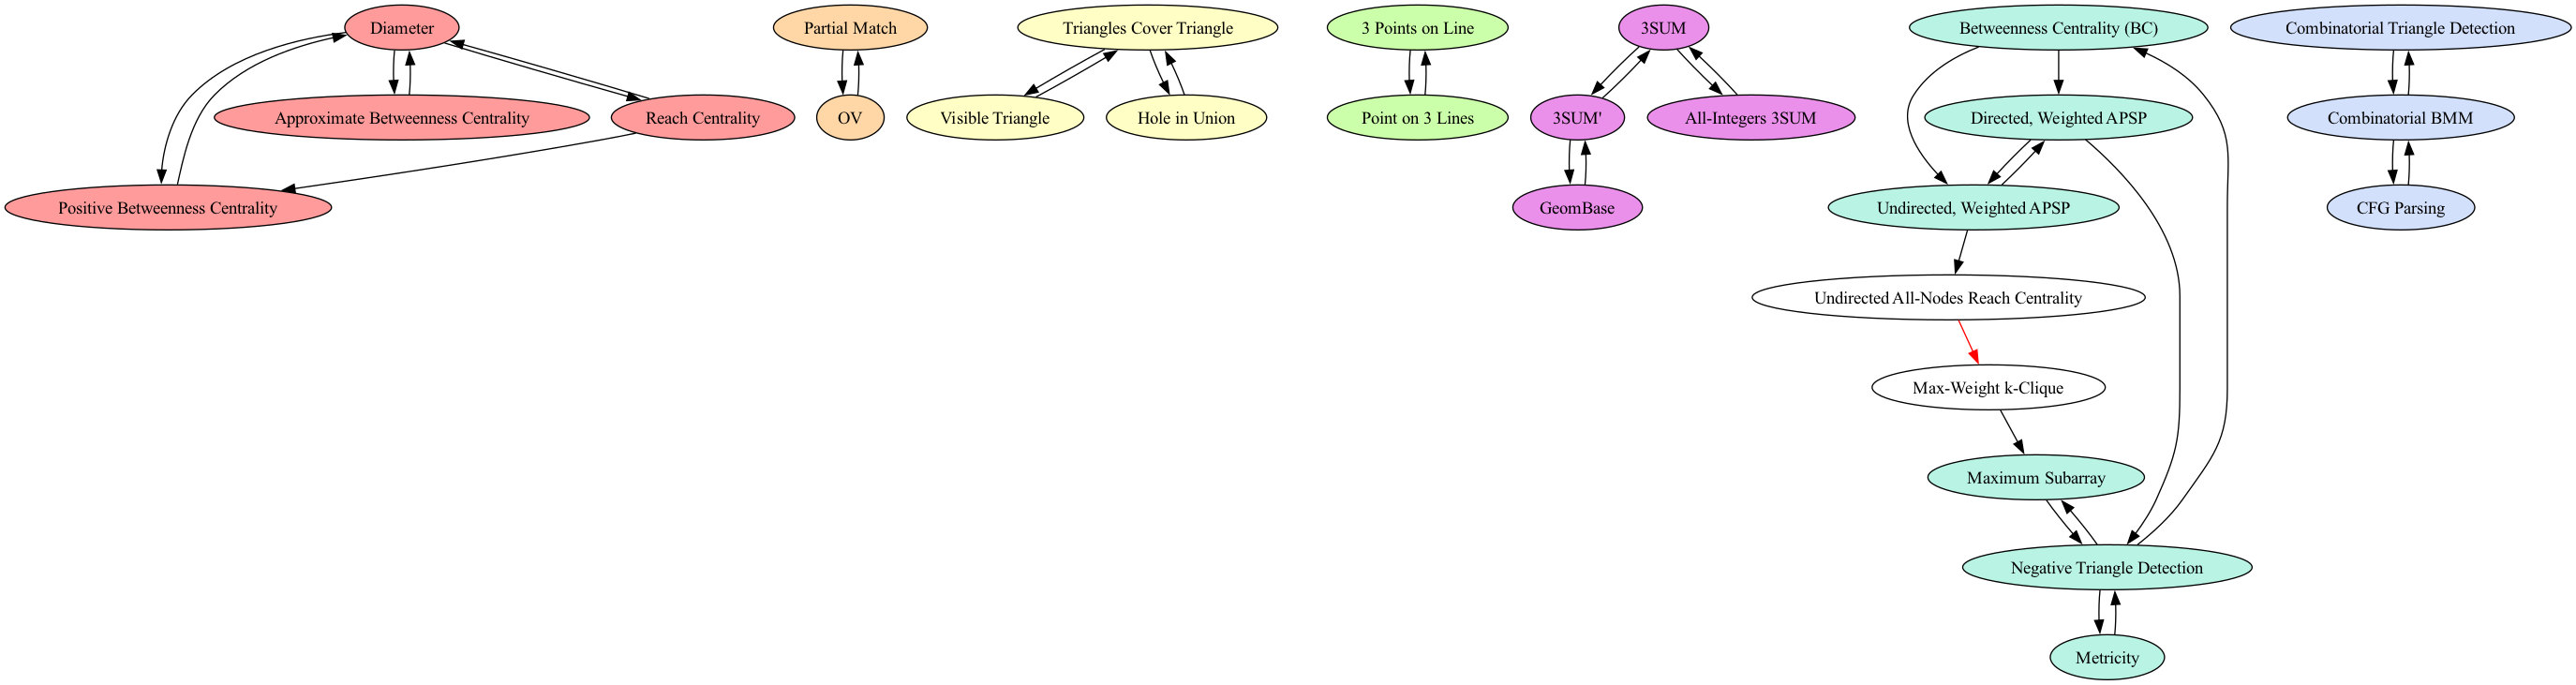 Diameter
Partial Match
Triangles Cover Triangle
3 Points on Line
3SUM
Betweenness Centrality (BC)
Combinatorial Triangle Detection
Approximate Betweenness Centrality
Reach Centrality
OV
Visible Triangle
Hole in Union
Point on 3 Lines
3SUM'
All-Integers 3SUM
Directed, Weighted APSP
Combinatorial BMM
Positive Betweenness Centrality
GeomBase
Undirected, Weighted APSP
CFG Parsing
Undirected All-Nodes Reach Centrality
Max-Weight k-Clique
Maximum Subarray
Negative Triangle Detection
Metricity